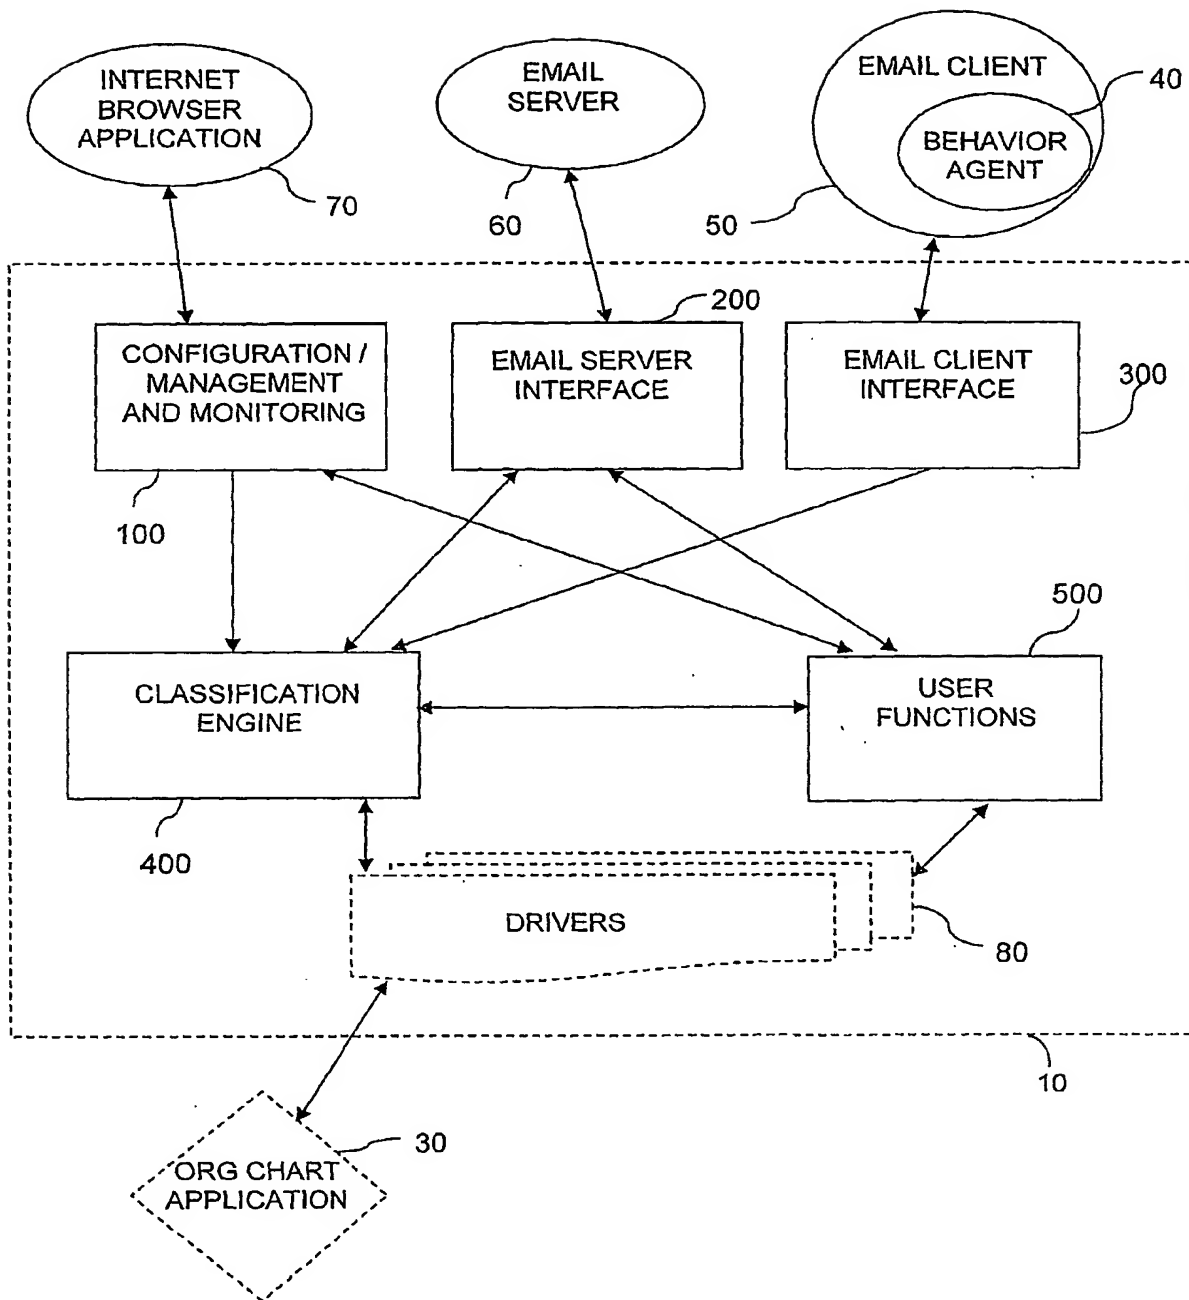 INTERNET
BROWSER
APPLICATION
70
EMAIL
SERVER
60
EMAIL CLIENT
40
BEHAVIOR
AGENT
50
200
CONFIGURATION /
MANAGEMENT
AND MONITORING
EMAIL SERVER
INTERFACE
EMAIL CLIENT
INTERFACE
300
100
500
CLASSIFICATION
ENGINE
USER
FUNCTIONS
400
DRIVERS
80
10
30
ORG CHART
APPLICATION